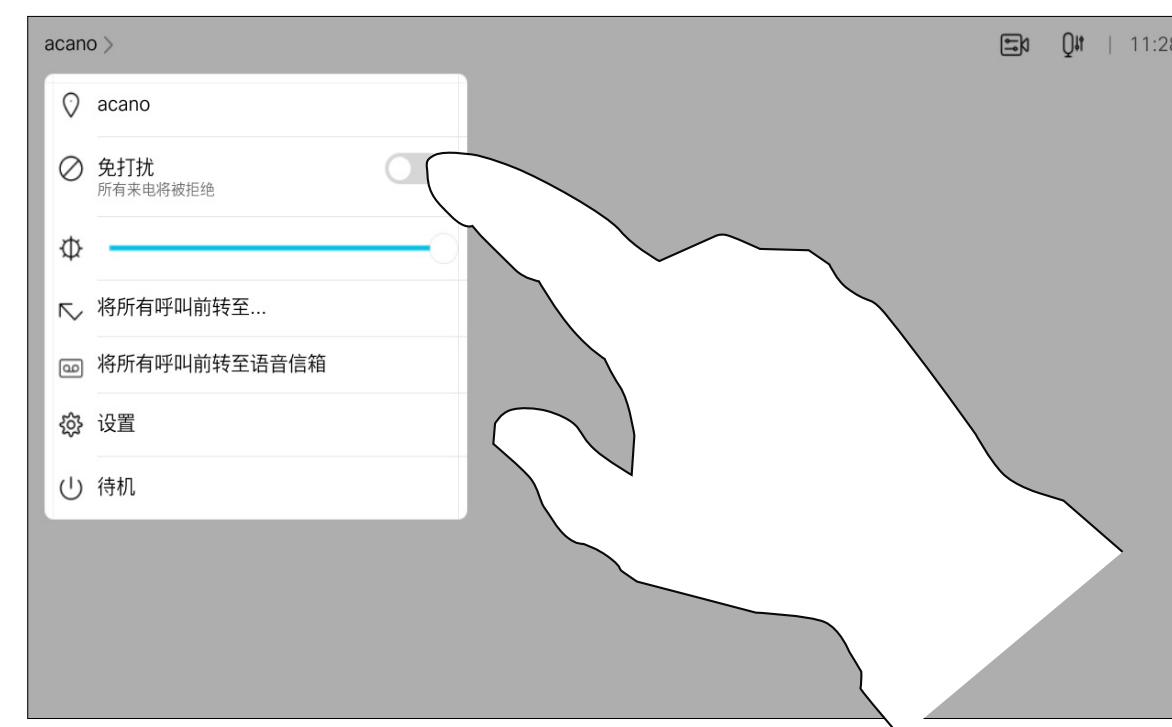 acano
11:28
acano
免打扰
所有来电将被拒绝
将所有呼叫前转至...
将所有呼叫前转至语音信箱
设置
待机